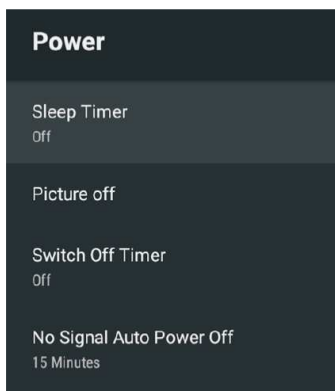 Power
Sleep Timer
Off
Picture off
Switch Off Timer
Off
No Signal Auto Power Off
15 Minutes